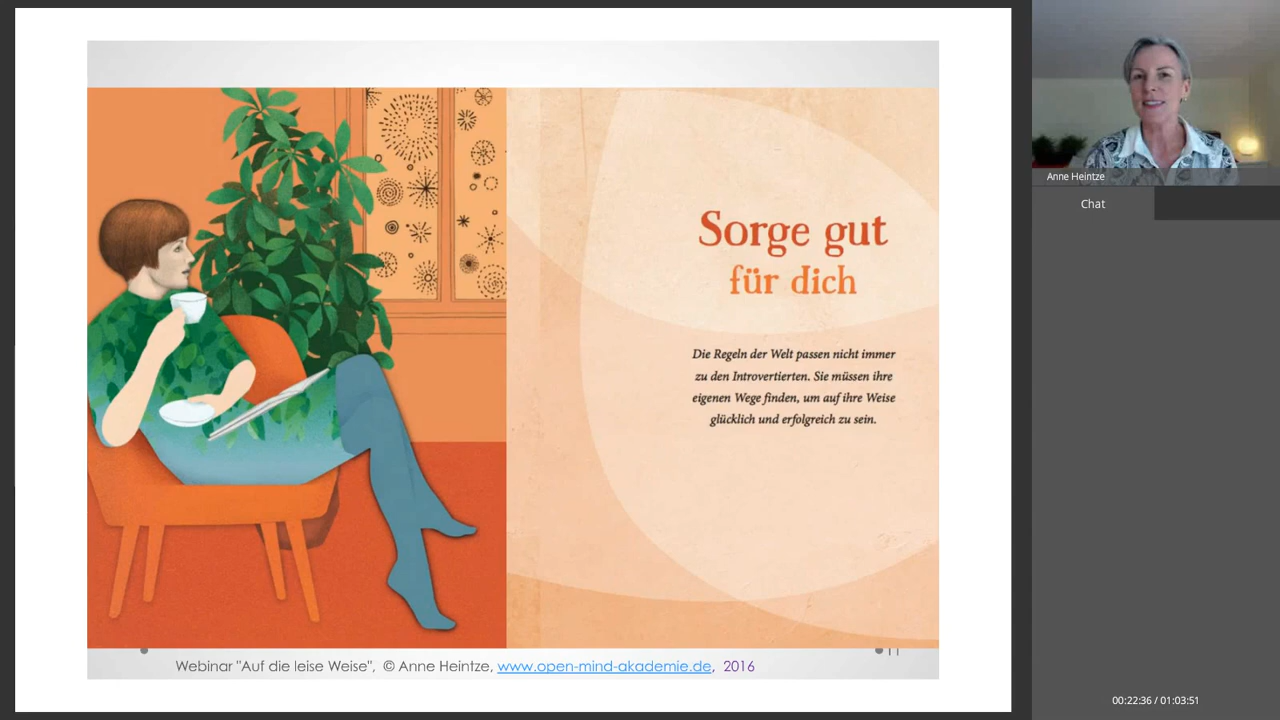 Sorge gut
für dich
Die Regeln der Welt passen nicht immer
zu den Introvertierten. Sie müssen ihre
eigenen Wege finden, um auf ihre Weise
glücklich und erfolgreich zu sein.
Webinar "Auf die leise Weise", © Anne Heintze, www.open-mind-akademie.de, 2016
Anne Heintze
Chat
00:22:36 / 01:03:51